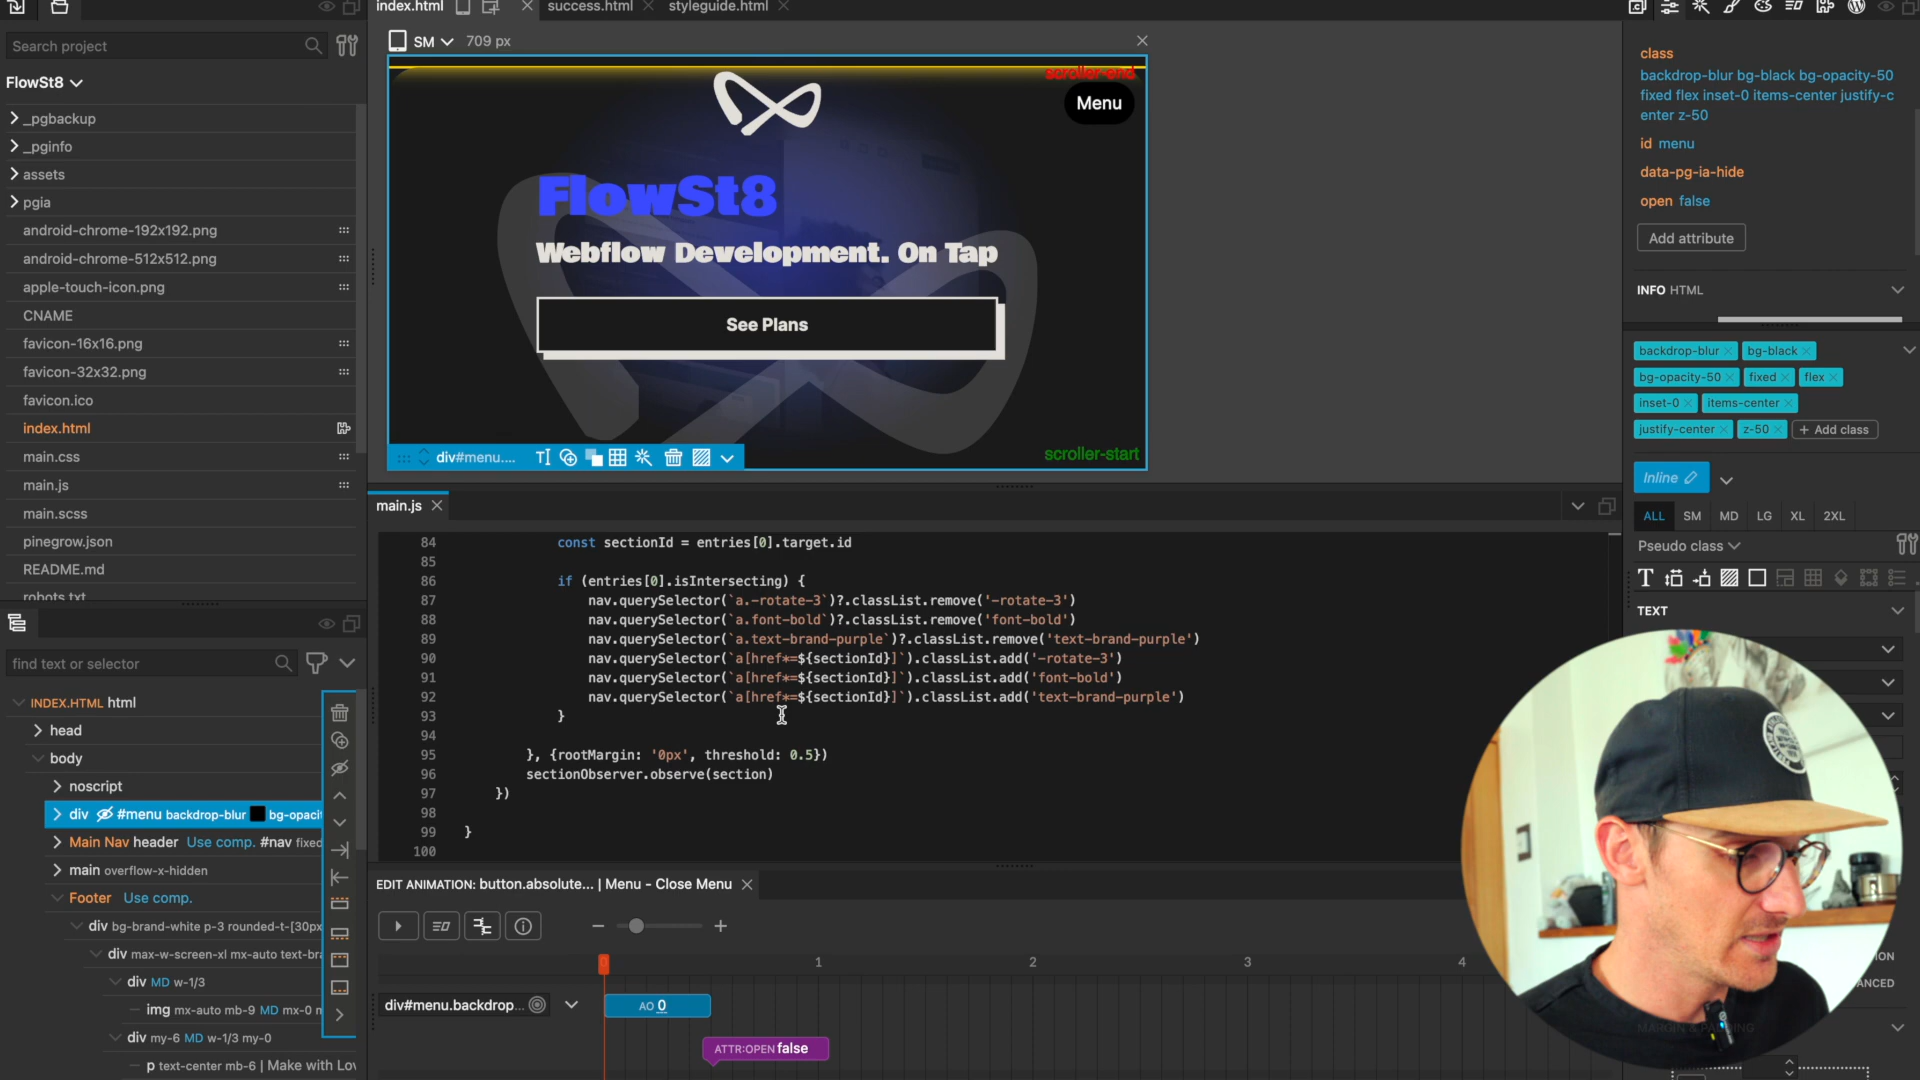 Search project
FlowSt8
_pgbackup
_pginfo
assets
pgia
android-chrome-192x192.png
android-chrome-512x512.png
apple-touch-icon.png
CNAME
favicon-16x16.png
favicon-32x32.png
favicon.ico
index.html
main.css
main.js
main.scss
pinegrow.json
README.md
robots.txt
find text or selector
INDEX.HTML html
head
body
noscript
div #menu backdrop-blur bg-opacit
Main Nav header Use comp. #nav fixed
main overflow-x-hidden
Footer Use comp.
div bg-brand-white p-3 rounded-t-[30px
div max-w-screen-xl mx-auto text-bra
div MD w-1/3
img mx-auto mb-9 MD mx-0 m
div my-6 MD w-1/3 my-0
p text-center mb-6 | Make with Lov
index.html
success.html
styleguide.html
SM 709 px
scroller-end
Menu
FlowSt8
Webflow Development. On Tap
See Plans
scroller-start
div#menu....
main.js
84 const sectionId = entries[0].target.id
85
86 if (entries[0].isIntersecting) {
87 nav.querySelector(`a.-rotate-3`)?.classList.remove('-rotate-3')
88 nav.querySelector(`a.font-bold`)?.classList.remove('font-bold')
89 nav.querySelector(`a.text-brand-purple`)?.classList.remove('text-brand-purple')
90 nav.querySelector(`a[href*=${sectionId}]`).classList.add('-rotate-3')
91 nav.querySelector(`a[href*=${sectionId}]`).classList.add('font-bold')
92 nav.querySelector(`a[href*=${sectionId}]`).classList.add('text-brand-purple')
93 }
94
95 }, {rootMargin: '0px', threshold: 0.5})
96 sectionObserver.observe(section)
97 })
98
99 }
100
EDIT ANIMATION: button.absolute... | Menu - Close Menu
1 2 3 4
div#menu.backdrop...
AO 0
ATTR:OPEN false
class
backdrop-blur bg-black bg-opacity-50
fixed flex inset-0 items-center justify-c
enter z-50
id menu
data-pg-ia-hide
open false
Add attribute
INFO HTML
backdrop-blur bg-black
bg-opacity-50 fixed flex
inset-0 items-center
justify-center z-50 + Add class
Inline
ALL SM MD LG XL 2XL
Pseudo class
TEXT
MARGIN & PADDING